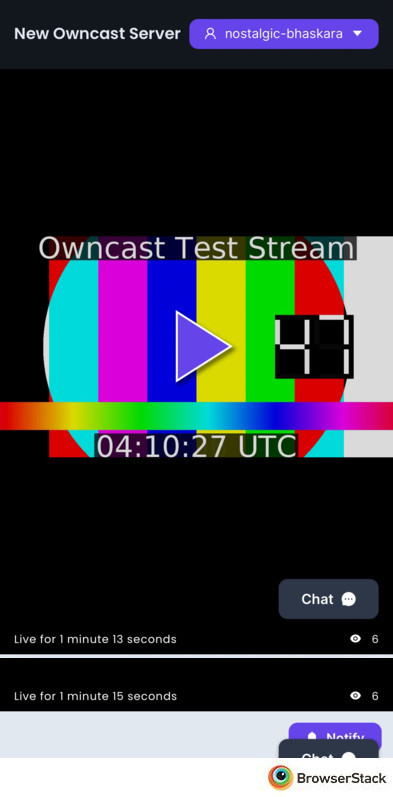 New Owncast Server
nostalgic-bhaskara
Owncast Test Stream
49
04:10:27 UTC
Chat
Live for 1 minute 13 seconds
6
Live for 1 minute 15 seconds
6
Notify
Chat
BrowserStack